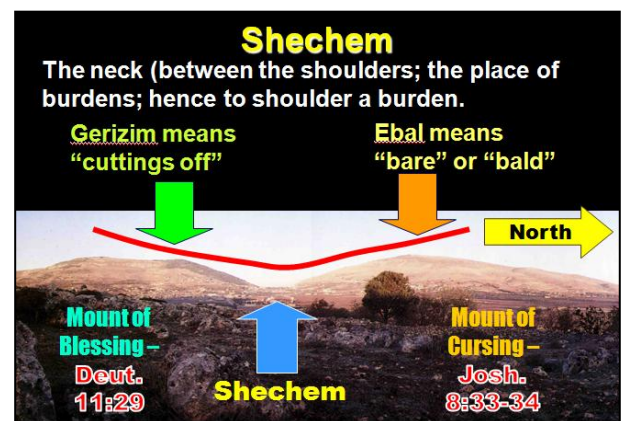 Shechem
The neck (between the shoulders; the place of
burdens; hence to shoulder a burden.
Gerizim means
“cuttings off”
Ebal means
“bare” or “bald”
North
Mount of
Blessing –
Deut.
11:29
Shechem
Mount of
Cursing –
Josh.
8:33-34